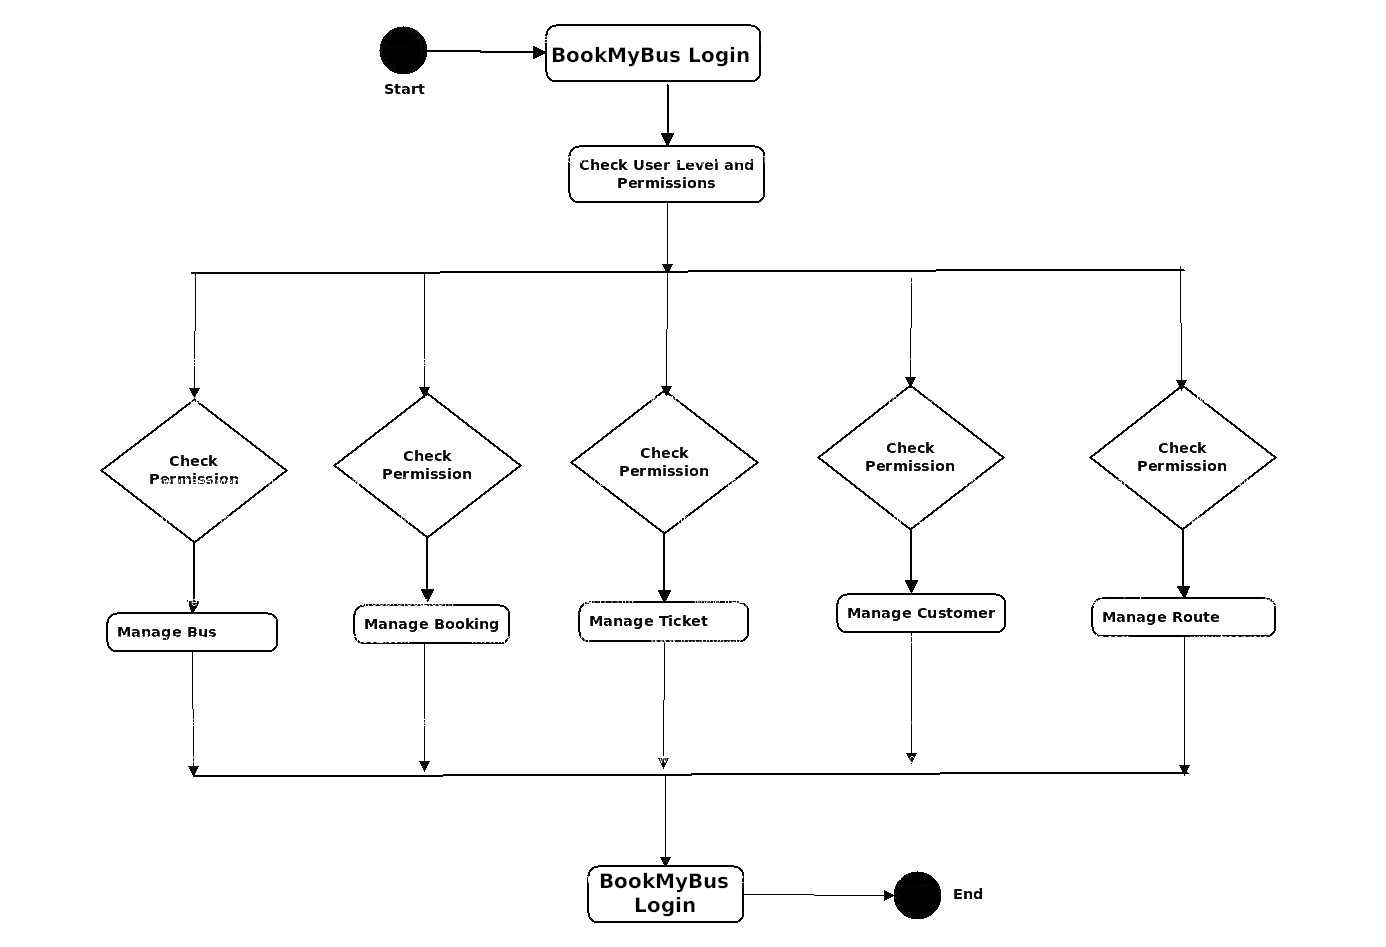 BookMyBus Login
Start
Check User Level and
Permissions
Check
Permission
Check
Permission
Check
Permission
Check
Permission
Check
Permission
Manage Bus
Manage Booking
Manage Ticket
Manage Customer
Manage Route
BookMyBus
Login
End